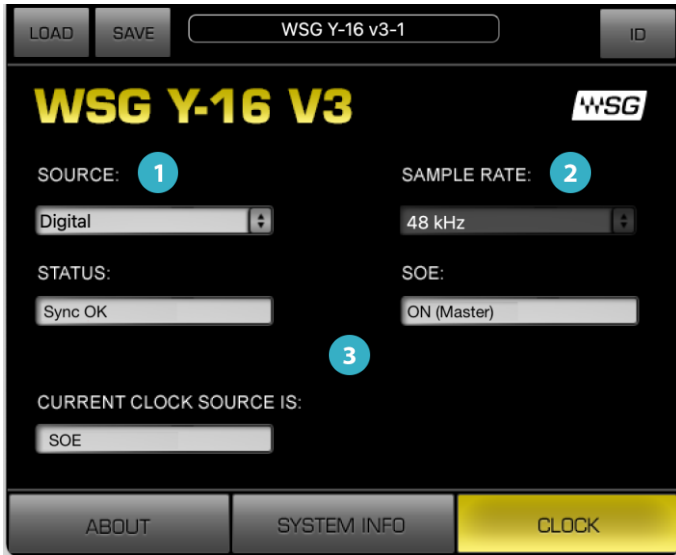 LOAD SAVE WSG Y-16 v3-1 ID
WSG Y-16 V3 WSG
SOURCE: 1 SAMPLE RATE: 2
Digital 48 kHz
STATUS: SOE:
Sync OK ON (Master)
3
CURRENT CLOCK SOURCE IS:
SOE
ABOUT SYSTEM INFO CLOCK